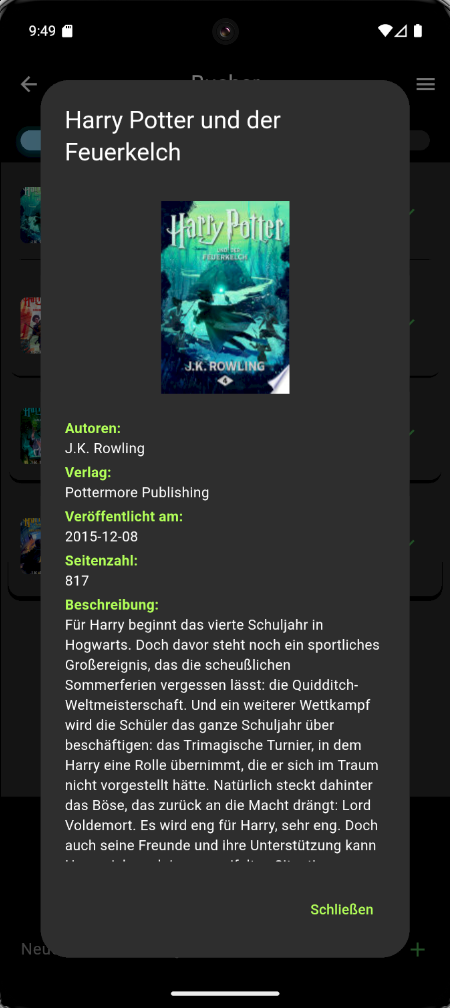 9:49
Harry Potter und der
Feuerkelch
Harry Potter
UND DER
FEUERKELCH
J.K. ROWLING
4
Autoren:
J.K. Rowling
Verlag:
Pottermore Publishing
Veröffentlicht am:
2015-12-08
Seitenzahl:
817
Beschreibung:
Für Harry beginnt das vierte Schuljahr in
Hogwarts. Doch davor steht noch ein sportliches
Großereignis, das die scheußlichen
Sommerferien vergessen lässt: die Quidditch-
Weltmeisterschaft. Und ein weiterer Wettkampf
wird die Schüler das ganze Schuljahr über
beschäftigen: das Trimagische Turnier, in dem
Harry eine Rolle übernimmt, die er sich im Traum
nicht vorgestellt hätte. Natürlich steckt dahinter
das Böse, das zurück an die Macht drängt: Lord
Voldemort. Es wird eng für Harry, sehr eng. Doch
auch seine Freunde und ihre Unterstützung kann
Schließen